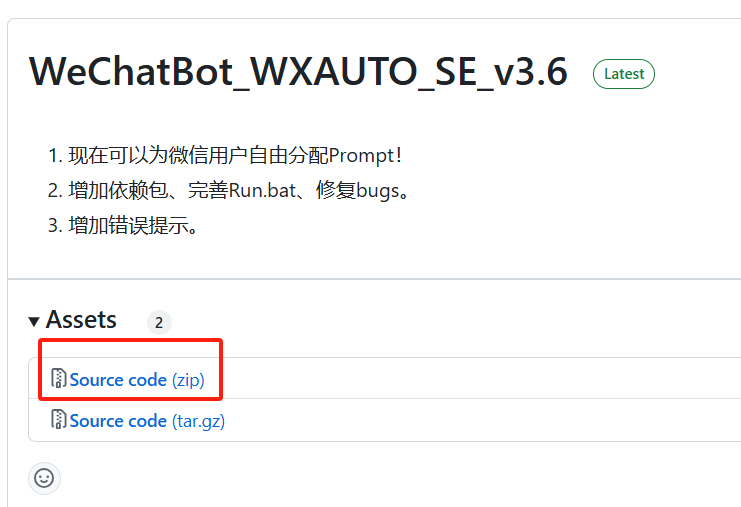 WeChatBot_WXAUTO_SE_v3.6 Latest
1. 现在可以为微信用户自由分配Prompt！
2. 增加依赖包、完善Run.bat、修复bugs。
3. 增加错误提示。
Assets 2
Source code (zip)
Source code (tar.gz)